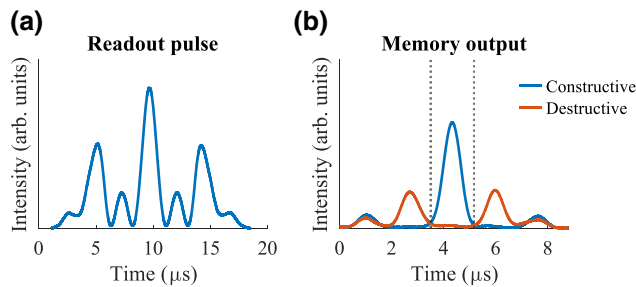 (a)
Readout pulse
Intensity (arb. units)
0 5 10 15 20
Time (μs)
(b)
Memory output
Intensity (arb. units)
Constructive
Destructive
0 2 4 6 8
Time (μs)